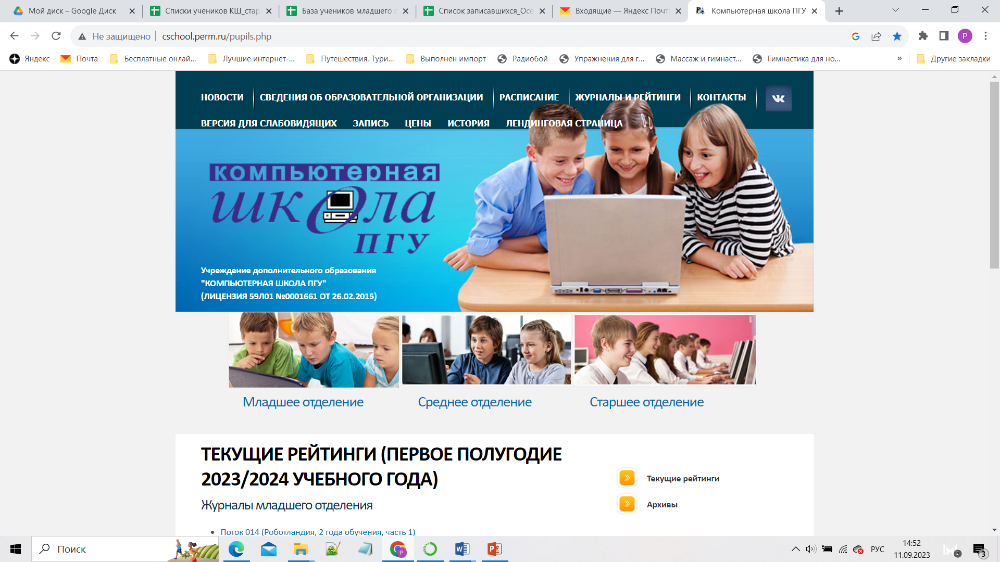 Мой диск – Google Диск
Списки учеников КШ_стар
База учеников младшего
Список записавшихся_Осе
Входящие — Яндекс Почта
Компьютерная школа ПГУ
Не защищено
cschool.perm.ru/pupils.php
Яндекс
Почта
Бесплатные онлай...
Лучшие интернет-...
Путешествия, Тури...
Выполнен импорт
Радиобой
Упражнения для г...
Массаж и гимнаст...
Гимнастика для но...
»
Другие закладки
НОВОСТИ
СВЕДЕНИЯ ОБ ОБРАЗОВАТЕЛЬНОЙ ОРГАНИЗАЦИИ
РАСПИСАНИЕ
ЖУРНАЛЫ И РЕЙТИНГИ
КОНТАКТЫ
ВЕРСИЯ ДЛЯ СЛАБОВИДЯЩИХ
ЗАПИСЬ
ЦЕНЫ
ИСТОРИЯ
ЛЕНДИНГОВАЯ СТРАНИЦА
компьютерная
школа
ПГУ
Учреждение дополнительного образования
"КОМПЬЮТЕРНАЯ ШКОЛА ПГУ"
(ЛИЦЕНЗИЯ 59Л01 №0001661 ОТ 26.02.2015)
Младшее отделение
Среднее отделение
Старшее отделение
ТЕКУЩИЕ РЕЙТИНГИ (ПЕРВОЕ ПОЛУГОДИЕ
2023/2024 УЧЕБНОГО ГОДА)
Текущие рейтинги
Журналы младшего отделения
Архивы
Поток 014 (Роботландия, 2 года обучения, часть 1)
Поиск
РУС
14:52
11.09.2023
3